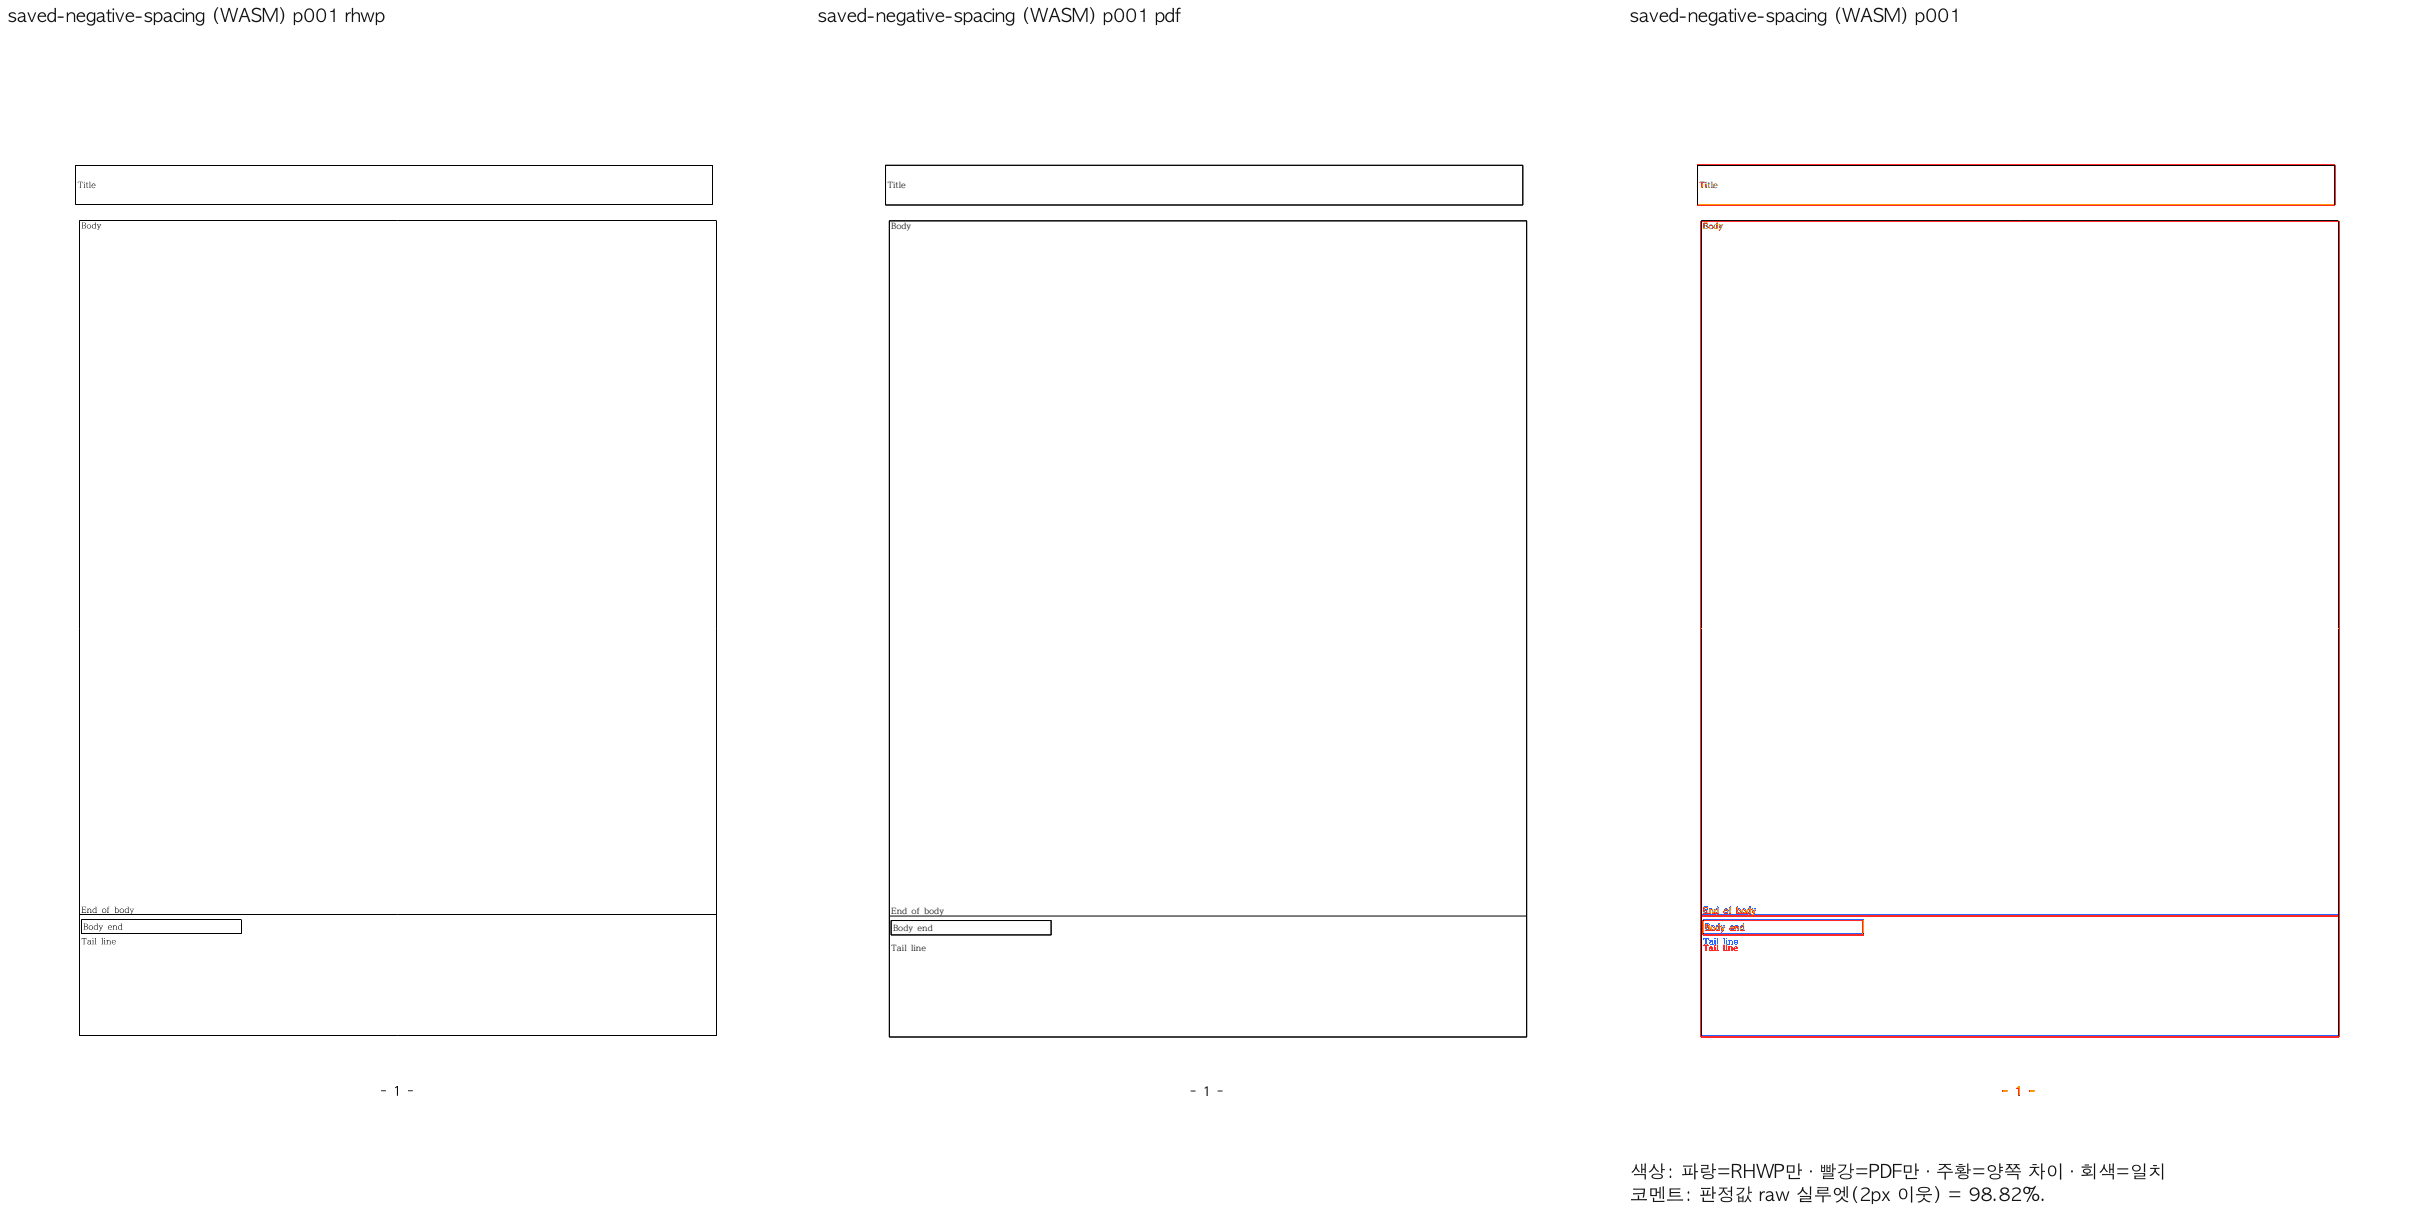 saved-negative-spacing (WASM) p001 rhwp
Title
Body
End of body
Body end
Tail line
- 1 -
saved-negative-spacing (WASM) p001 pdf
Title
Body
End of body
Body end
Tail line
- 1 -
saved-negative-spacing (WASM) p001
Title
Body
End of body
Body end
Tail line
Tail line
- 1 -
색상: 파랑=RHWP만 · 빨강=PDF만 · 주황=양쪽 차이 · 회색=일치
코멘트: 판정값 raw 실루엣(2px 이웃) = 98.82%.